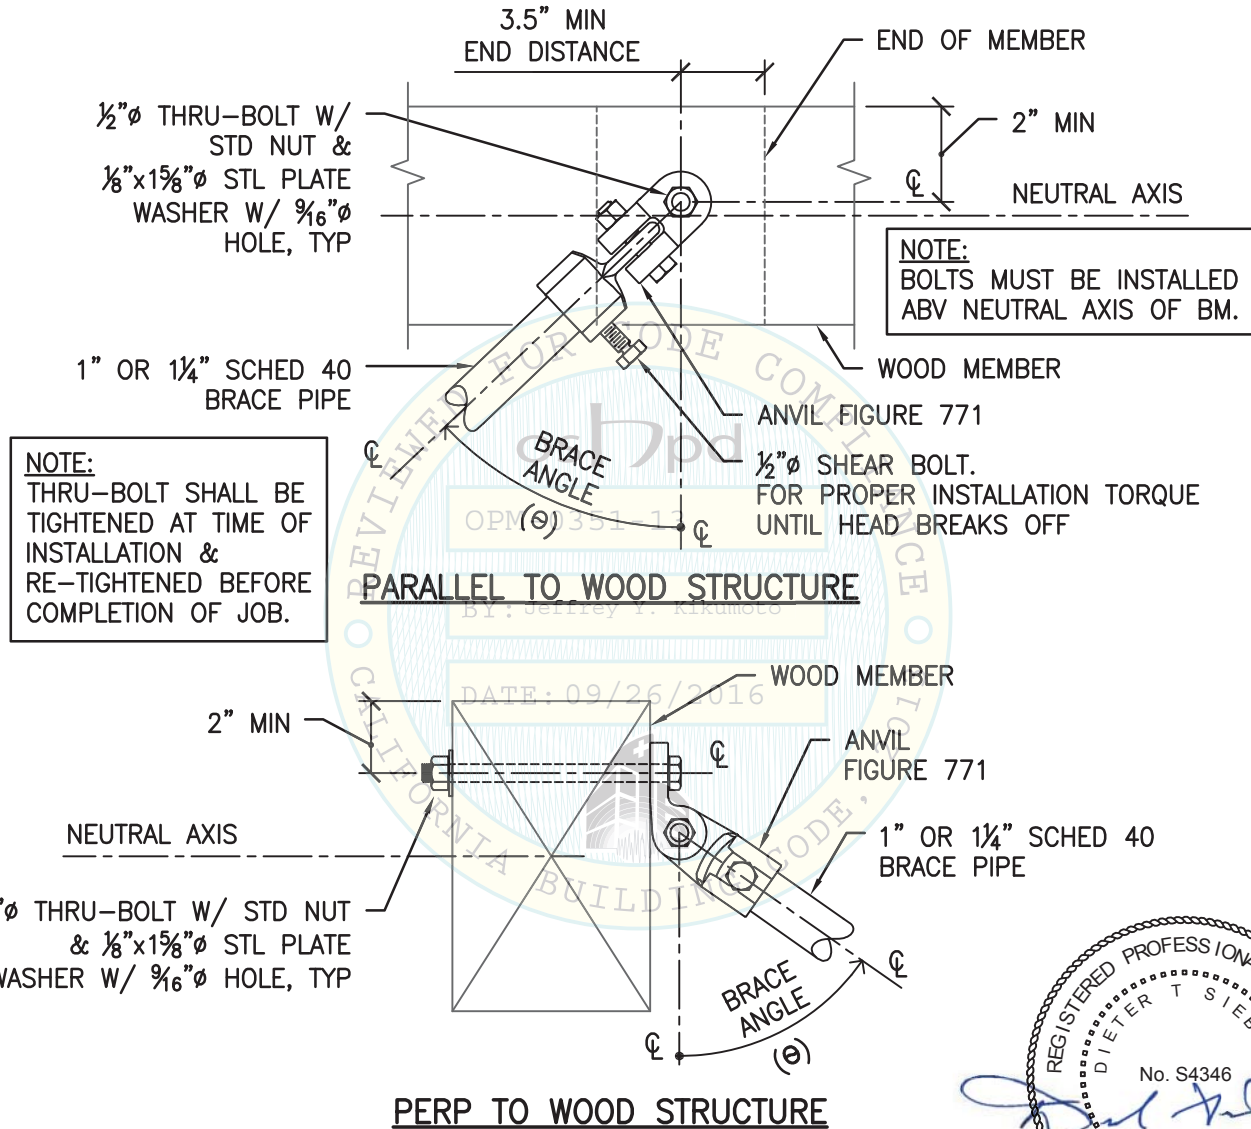 3.5” MIN
END DISTANCE
END OF MEMBER
½”ø THRU-BOLT W/
STD NUT &
⅛”x1⅝”ø STL PLATE
WASHER W/ 9⁄16”ø
HOLE, TYP
2” MIN
℄
NEUTRAL AXIS
NOTE:
BOLTS MUST BE INSTALLED
ABV NEUTRAL AXIS OF BM.
1” OR 1¼” SCHED 40
BRACE PIPE
WOOD MEMBER
ANVIL FIGURE 771
½”ø SHEAR BOLT.
FOR PROPER INSTALLATION TORQUE
UNTIL HEAD BREAKS OFF
℄
BRACE
ANGLE
(θ)
℄
NOTE:
THRU-BOLT SHALL BE
TIGHTENED AT TIME OF
INSTALLATION &
RE-TIGHTENED BEFORE
COMPLETION OF JOB.
PARALLEL TO WOOD STRUCTURE
REVIEWED FOR CODE COMPLIANCE
oshpd
OPM-0351-13
BY: Jeffrey Y. Kikumoto
DATE: 09/26/2016
CALIFORNIA BUILDING CODE, 2013
WOOD MEMBER
2” MIN
℄
ANVIL
FIGURE 771
NEUTRAL AXIS
1” OR 1¼” SCHED 40
BRACE PIPE
”ø THRU-BOLT W/ STD NUT
& ⅛”x1⅝”ø STL PLATE
WASHER W/ 9⁄16”ø HOLE, TYP
℄
BRACE
ANGLE
(θ)
℄
PERP TO WOOD STRUCTURE
REGISTERED PROFESSIONA
DIETER T SIEB
No. S4346